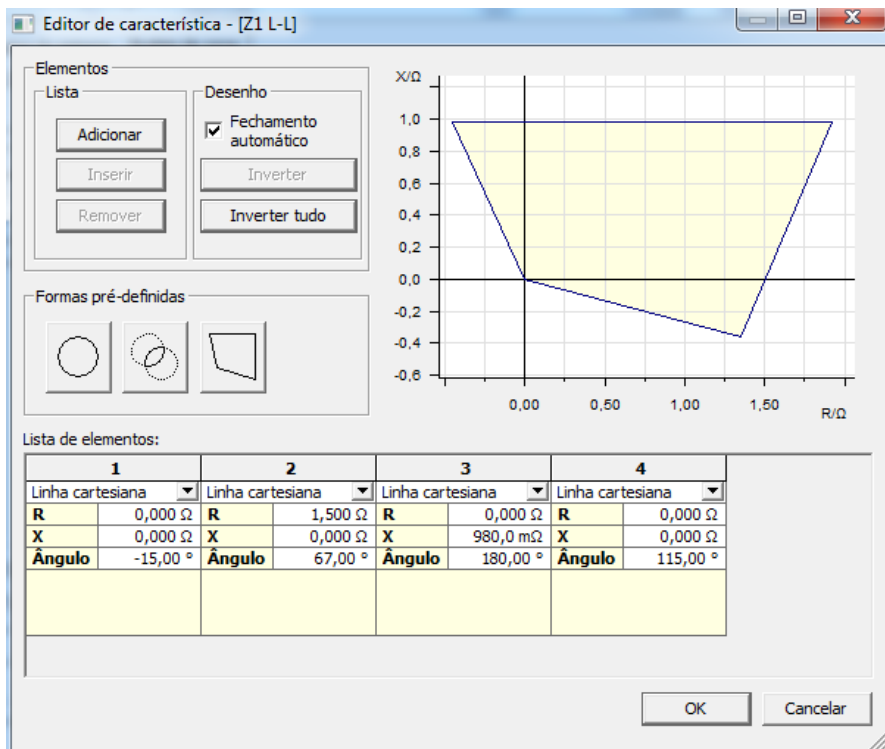 Editor de característica - [Z1 L-L]
Elementos
Lista
Adicionar
Inserir
Remover
Desenho
Fechamento
automático
Inverter
Inverter tudo
Formas pré-definidas
X/Ω
1,0
0,8
0,6
0,4
0,2
0,0
-0,2
-0,4
-0,6
0,00 0,50 1,00 1,50
R/Ω
Lista de elementos:
1 2 3 4
Linha cartesiana Linha cartesiana Linha cartesiana Linha cartesiana
R 0,000 Ω R 1,500 Ω R 0,000 Ω R 0,000 Ω
X 0,000 Ω X 0,000 Ω X 980,0 mΩ X 0,000 Ω
Ângulo -15,00 º Ângulo 67,00 º Ângulo 180,00 º Ângulo 115,00 º
OK Cancelar